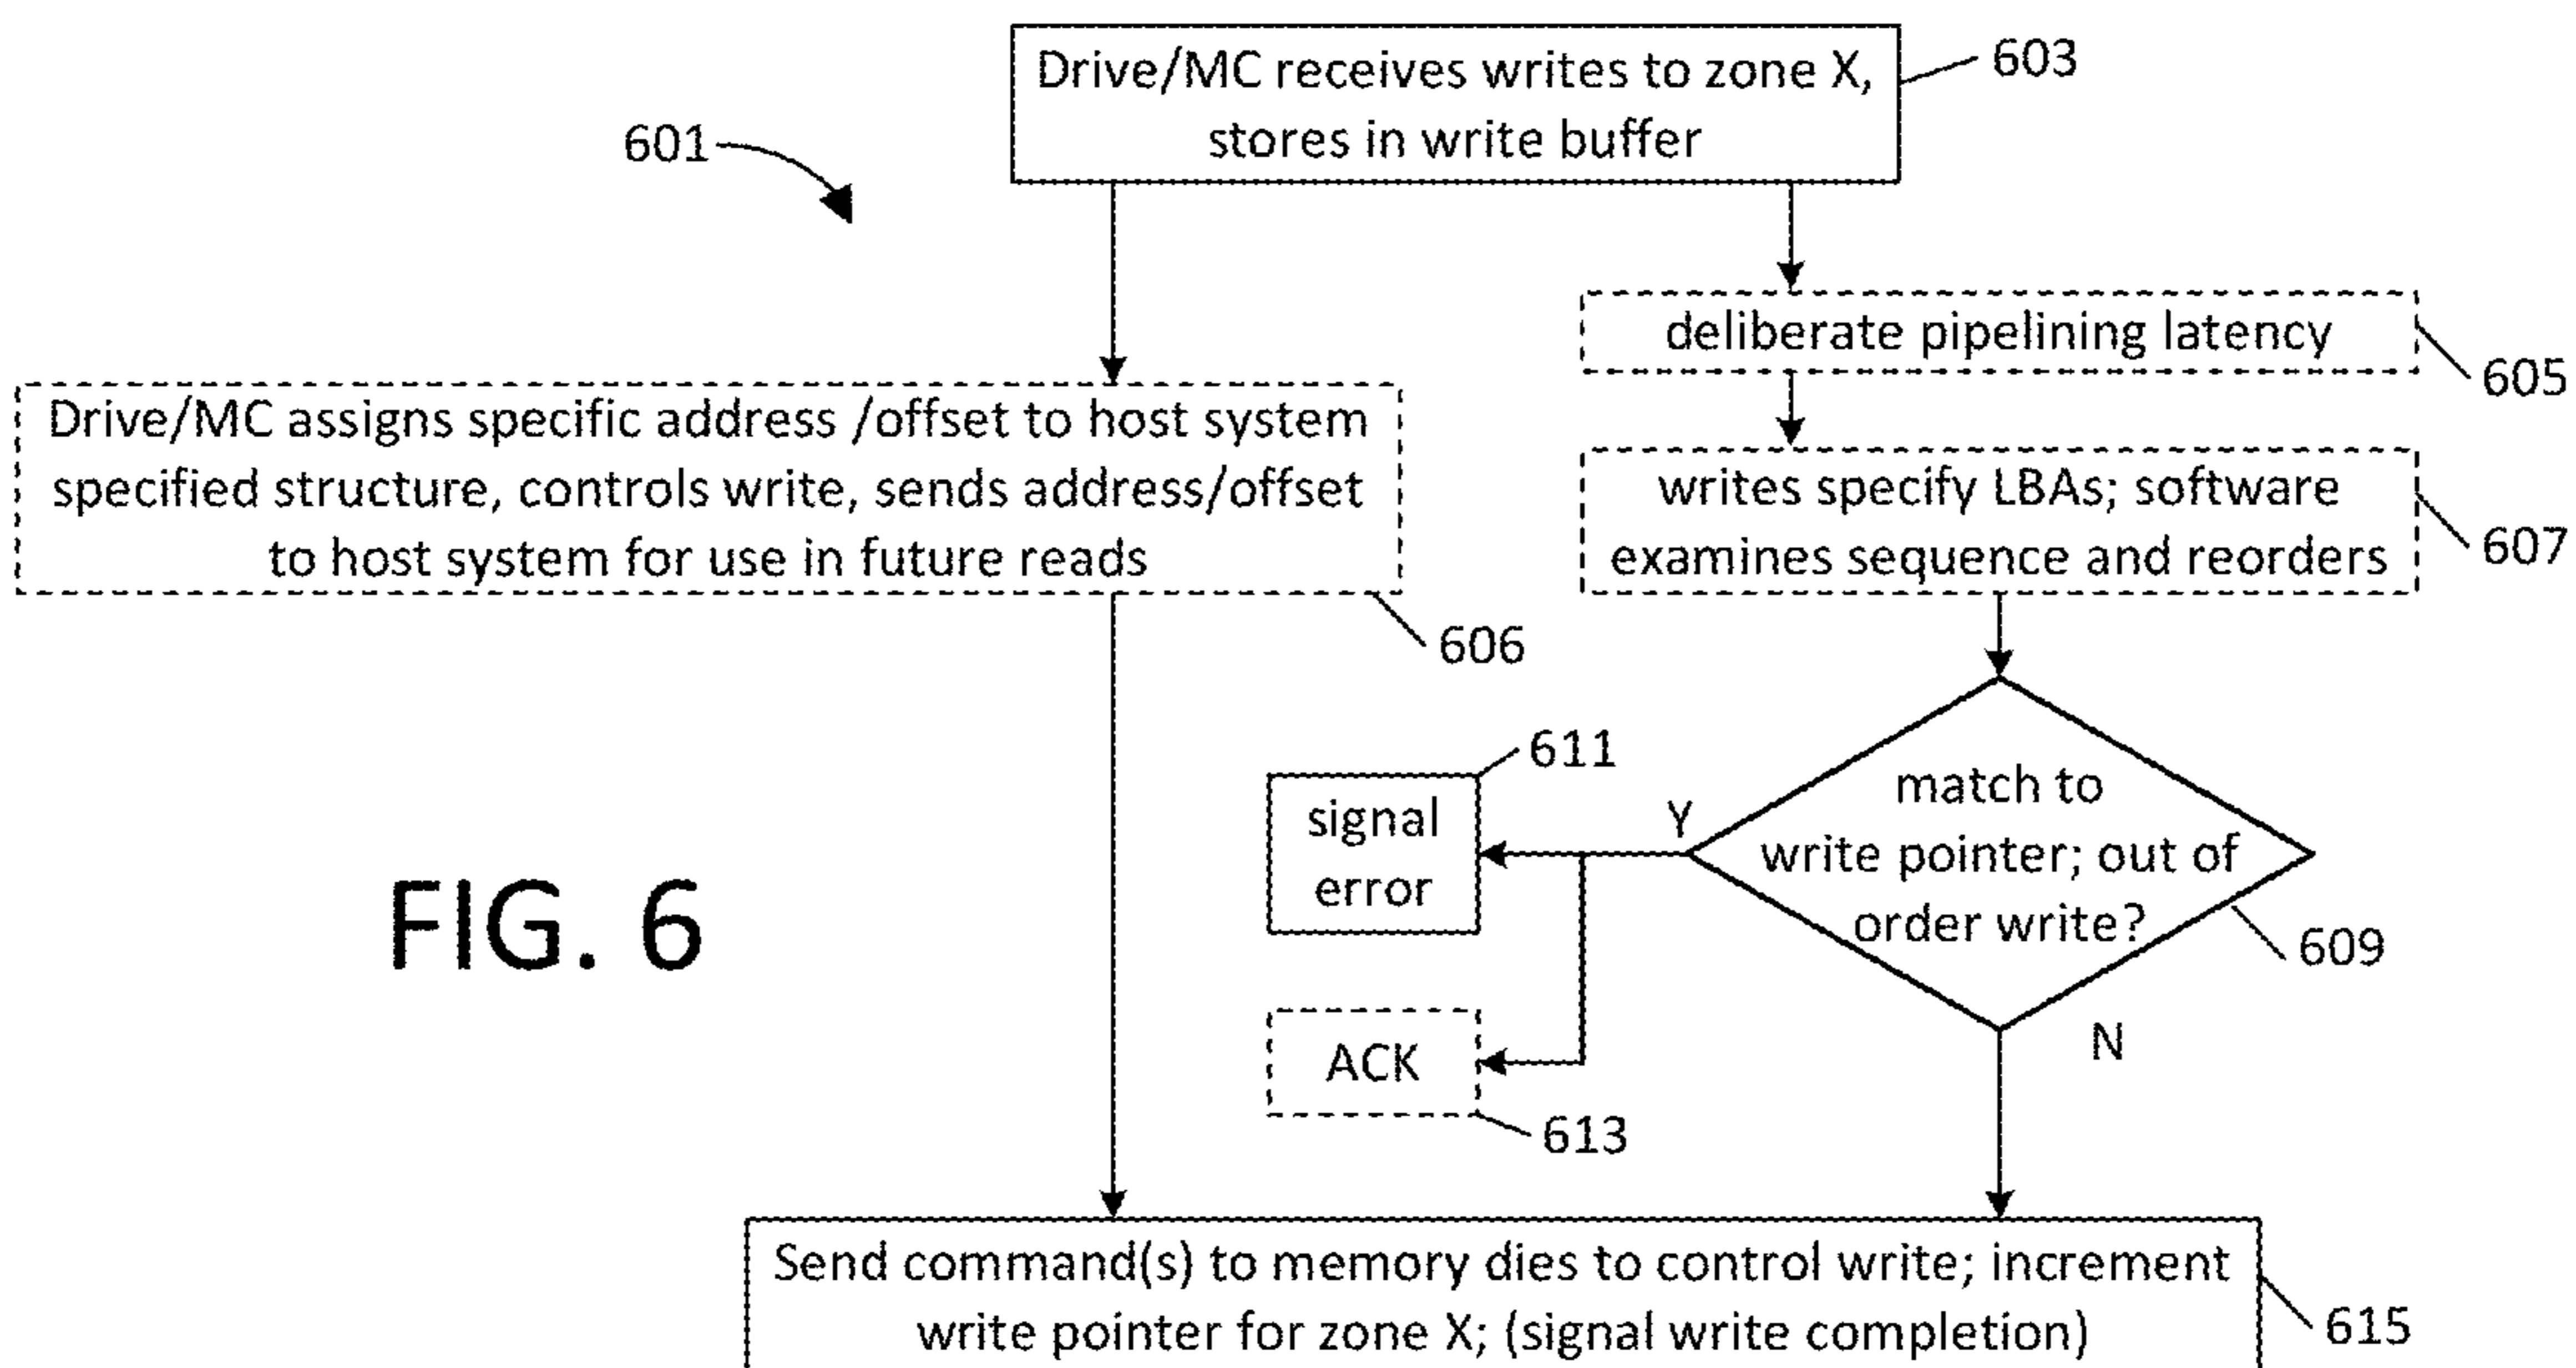 Drive/MC receives writes to zone X,
stores in write buffer
603
601
deliberate pipelining latency
605
Drive/MC assigns specific address /offset to host system
specified structure, controls write, sends address/offset
to host system for use in future reads
606
writes specify LBAs; software
examines sequence and reorders
607
match to
write pointer; out of
order write?
609
Y
611
signal
error
ACK
613
N
FIG. 6
Send command(s) to memory dies to control write; increment
write pointer for zone X; (signal write completion)
615